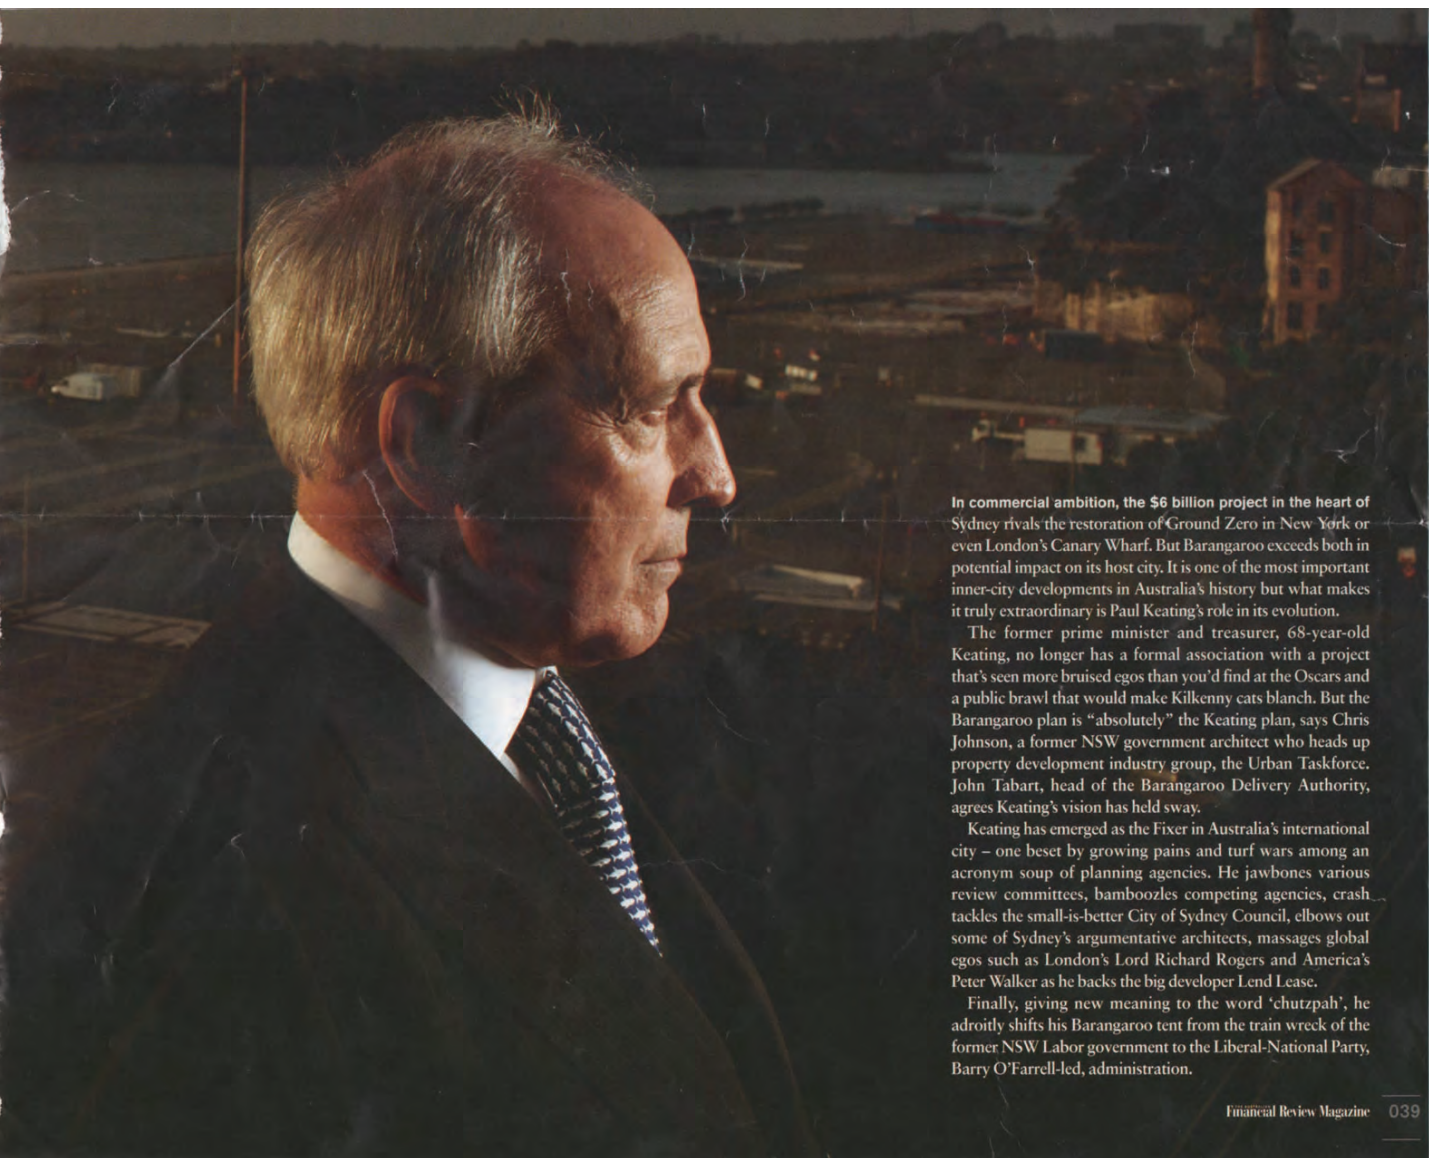 In commercial ambition, the $6 billion project in the heart of
Sydney rivals the restoration of Ground Zero in New York or
even London's Canary Wharf. But Barangaroo exceeds both in
potential impact on its host city. It is one of the most important
inner-city developments in Australia's history but what makes
it truly extraordinary is Paul Keating's role in its evolution.
The former prime minister and treasurer, 68-year-old
Keating, no longer has a formal association with a project
that's seen more bruised egos than you'd find at the Oscars and
a public brawl that would make Kilkenny cats blanch. But the
Barangaroo plan is “absolutely” the Keating plan, says Chris
Johnson, a former NSW government architect who heads up
property development industry group, the Urban Taskforce.
John Tabart, head of the Barangaroo Delivery Authority,
agrees Keating's vision has held sway.
Keating has emerged as the Fixer in Australia's international
city – one beset by growing pains and turf wars among an
acronym soup of planning agencies. He jawbones various
review committees, bamboozles competing agencies, crash
tackles the small-is-better City of Sydney Council, elbows out
some of Sydney's argumentative architects, massages global
egos such as London's Lord Richard Rogers and America's
Peter Walker as he backs the big developer Lend Lease.
Finally, giving new meaning to the word ‘chutzpah’, he
adroitly shifts his Barangaroo tent from the train wreck of the
former NSW Labor government to the Liberal-National Party,
Barry O'Farrell-led, administration.
Financial Review Magazine 039